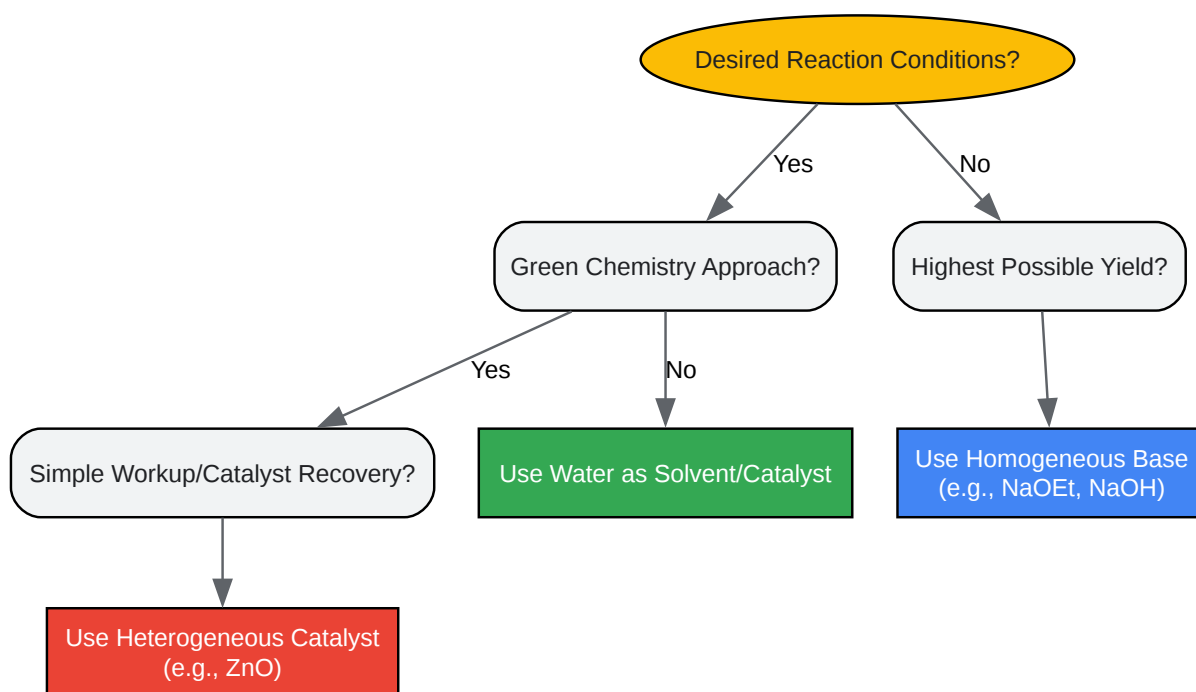 Desired Reaction Conditions?
Yes
No
Green Chemistry Approach?
Highest Possible Yield?
Yes
No
Simple Workup/Catalyst Recovery?
Use Water as Solvent/Catalyst
Use Homogeneous Base
(e.g., NaOEt, NaOH)
Use Heterogeneous Catalyst
(e.g., ZnO)